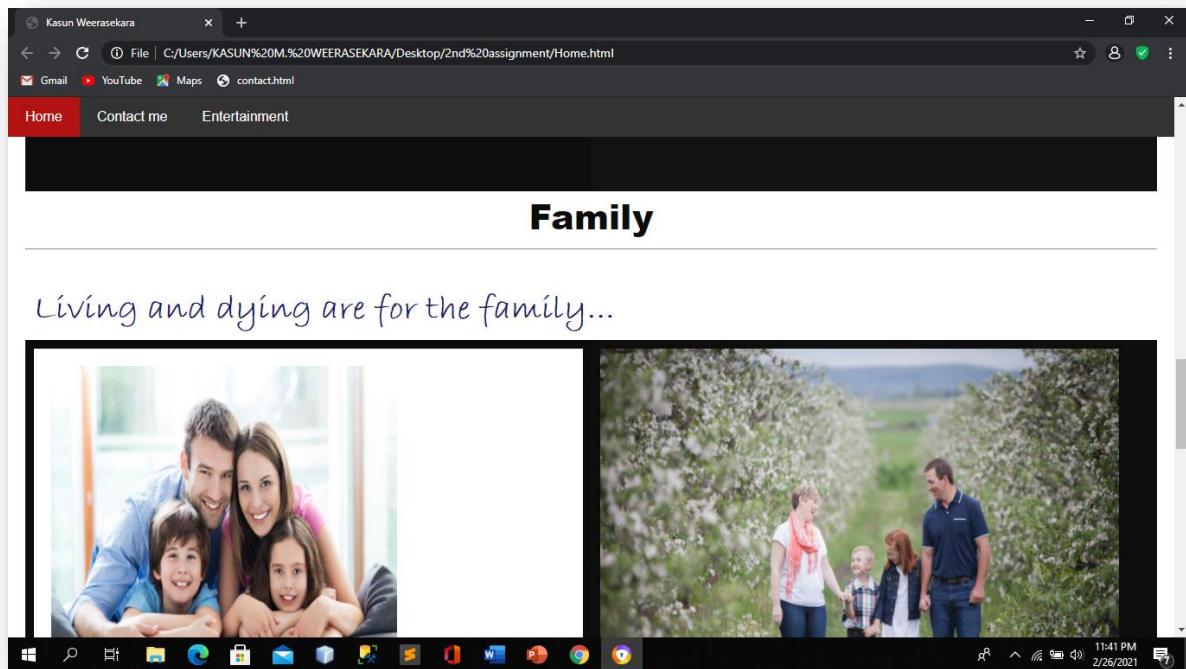 Kasun Weerasekara
File C:/Users/KASUN%20M.%20WEERASEKARA/Desktop/2nd%20assignment/Home.html
Gmail YouTube Maps contact.html
Home Contact me Entertainment
Family
Living and dying are for the family...
11:41 PM
2/26/2021